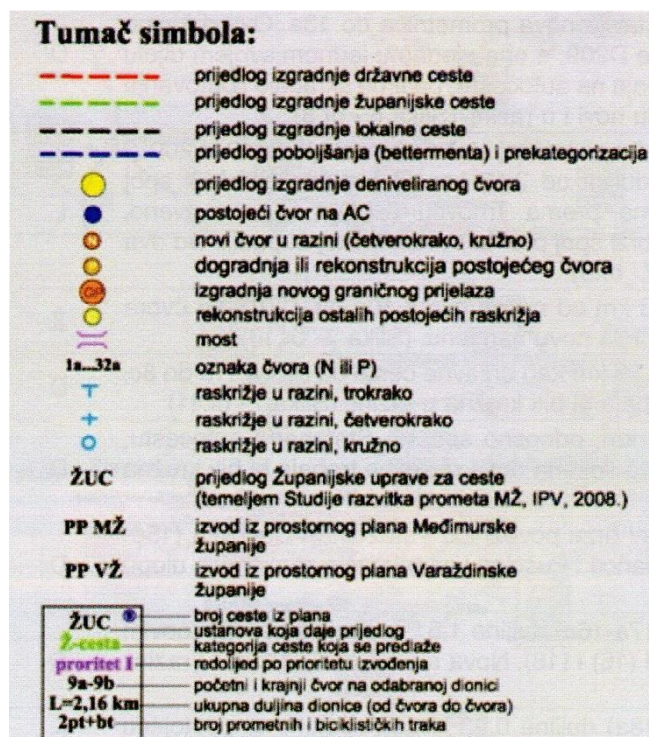 Tumač simbola:
prijedlog izgradnje državne ceste
prijedlog izgradnje županijske ceste
prijedlog izgradnje lokalne ceste
prijedlog poboljšanja (bettermenta) i prekategorizacija
prijedlog izgradnje deniveliranog čvora
postojeći čvor na AC
N novi čvor u razini (četverokrako, kružno)
dogradnja ili rekonstrukcija postojećeg čvora
GP izgradnja novog graničnog prijelaza
rekonstrukcija ostalih postojećih raskrižja
most
1a...32a oznaka čvora (N ili P)
raskrižje u razini, trokrako
raskrižje u razini, četverokrako
raskrižje u razini, kružno
ŽUC prijedlog Županijske uprave za ceste
(temeljem Studije razvitka prometa MŽ, IPV, 2008.)
PP MŽ izvod iz prostornog plana Međimurske
županije
PP VŽ izvod iz prostornog plana Varaždinske
županije
broj ceste iz plana
ŽUC ustanova koja daje prijedlog
Ž-cesta kategorija ceste koja se predlaže
proritet I redolijed po prioritetu izvođenja
9a-9b početni i krajnji čvor na odabranoj dionici
L=2,16 km ukupna duljina dionice (od čvora do čvora)
2pt+bt broj prometnih i biciklističkih traka